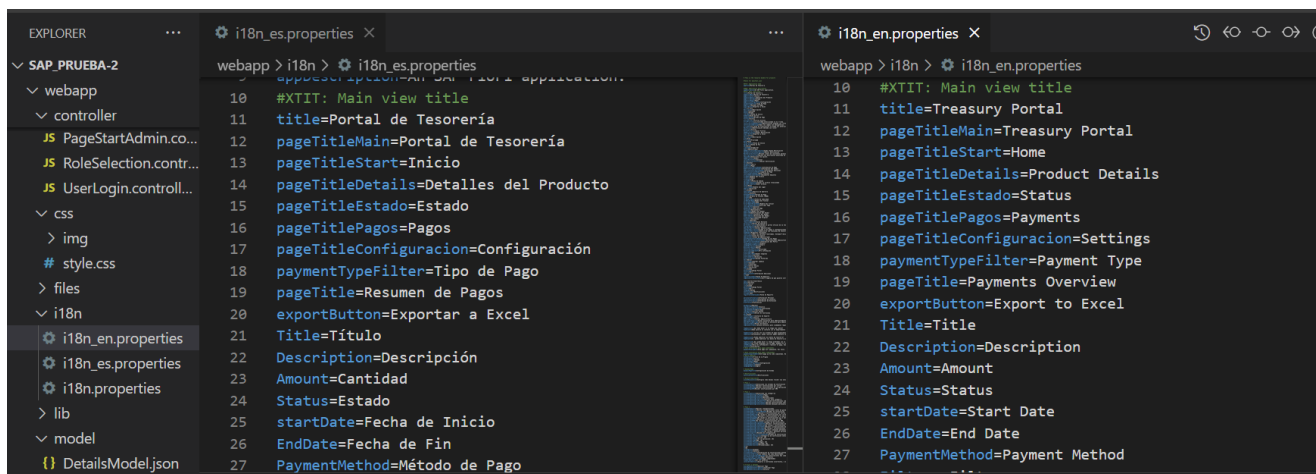 EXPLORER ...
SAP_PRUEBA-2
webapp
controller
JS PageStartAdmin.co...
JS RoleSelection.contr...
JS UserLogin.controll...
css
img
# style.css
files
i18n
i18n_en.properties
i18n_es.properties
i18n.properties
lib
model
{} DetailsModel.json
i18n_es.properties ×
...
webapp > i18n > i18n_es.properties
9 appDescription=An SAP Fiori application.
10 #XTIT: Main view title
11 title=Portal de Tesorería
12 pageTitleMain=Portal de Tesorería
13 pageTitleStart=Inicio
14 pageTitleDetails=Detalles del Producto
15 pageTitleEstado=Estado
16 pageTitlePagos=Pagos
17 pageTitleConfiguracion=Configuración
18 paymentTypeFilter=Tipo de Pago
19 pageTitle=Resumen de Pagos
20 exportButton=Exportar a Excel
21 Title=Título
22 Description=Descripción
23 Amount=Cantidad
24 Status=Estado
25 startDate=Fecha de Inicio
26 EndDate=Fecha de Fin
27 PaymentMethod=Método de Pago
i18n_en.properties ×
webapp > i18n > i18n_en.properties
10 #XTIT: Main view title
11 title=Treasury Portal
12 pageTitleMain=Treasury Portal
13 pageTitleStart=Home
14 pageTitleDetails=Product Details
15 pageTitleEstado=Status
16 pageTitlePagos=Payments
17 pageTitleConfiguracion=Settings
18 paymentTypeFilter=Payment Type
19 pageTitle=Payments Overview
20 exportButton=Export to Excel
21 Title=Title
22 Description=Description
23 Amount=Amount
24 Status=Status
25 startDate=Start Date
26 EndDate=End Date
27 PaymentMethod=Payment Method